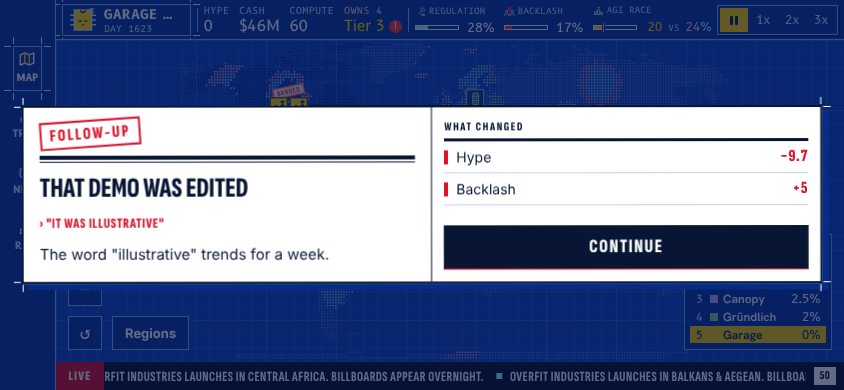 GARAGE ...
DAY 1623
HYPE
0
CASH
$46M
COMPUTE
60
OWNS 4
Tier 3 !
REGULATION
28%
BACKLASH
17%
AGI RACE
20 VS 24%
1x 2x 3x
MAP
BANNED
FOLLOW-UP
THAT DEMO WAS EDITED
› "IT WAS ILLUSTRATIVE"
The word "illustrative" trends for a week.
WHAT CHANGED
Hype −9.7
Backlash +5
CONTINUE
3 Canopy 2.5%
4 Gründlich 2%
5 Garage 0%
↺ Regions
LIVE RFIT INDUSTRIES LAUNCHES IN CENTRAL AFRICA. BILLBOARDS APPEAR OVERNIGHT. ■ OVERFIT INDUSTRIES LAUNCHES IN BALKANS & AEGEAN. BILLBOA 50